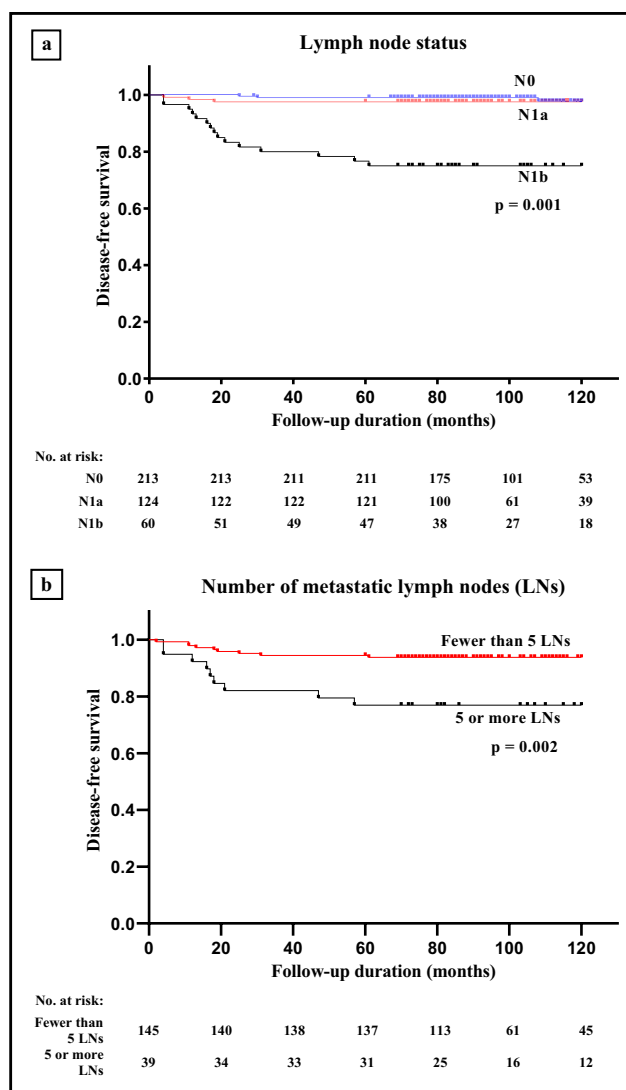 a
Lymph node status
N0
N1a
N1b
p = 0.001
Disease-free survival
1.0
0.8
0.6
0.4
0.2
0.0
0 20 40 60 80 100 120
Follow-up duration (months)
No. at risk:
N0 213 213 211 211 175 101 53
N1a 124 122 122 121 100 61 39
N1b 60 51 49 47 38 27 18
b
Number of metastatic lymph nodes (LNs)
Fewer than 5 LNs
5 or more LNs
p = 0.002
Disease-free survival
1.0
0.8
0.6
0.4
0.2
0.0
0 20 40 60 80 100 120
Follow-up duration (months)
No. at risk:
Fewer than
5 LNs 145 140 138 137 113 61 45
5 or more
LNs 39 34 33 31 25 16 12